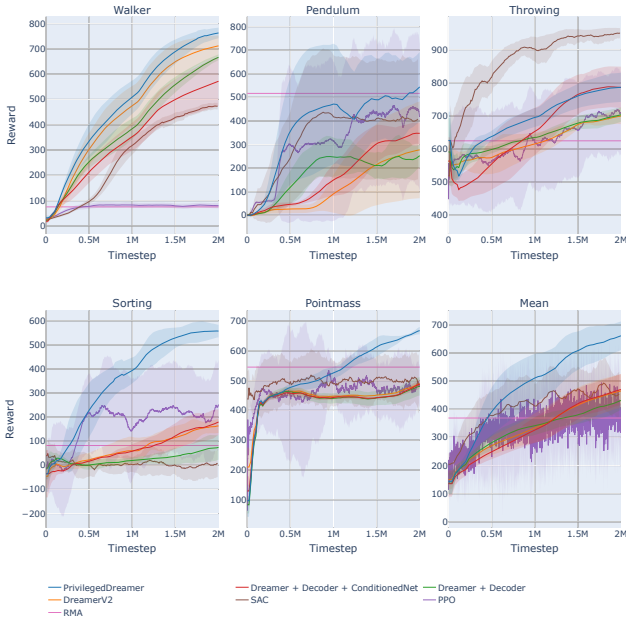 Walker
Pendulum
Throwing
800
700
600
500
400
300
200
100
0
Reward
0
0.5M
1M
1.5M
2M
Timestep
800
700
600
500
400
300
200
100
0
0
0.5M
1M
1.5M
2M
Timestep
900
800
700
600
500
400
0
0.5M
1M
1.5M
2M
Timestep
Sorting
Pointmass
Mean
600
500
400
300
200
100
0
−100
−200
Reward
0
0.5M
1M
1.5M
2M
Timestep
700
600
500
400
300
200
100
0
0
0.5M
1M
1.5M
2M
Timestep
700
600
500
400
300
200
100
0
0
0.5M
1M
1.5M
2M
Timestep
PrivilegedDreamer
Dreamer + Decoder + ConditionedNet
Dreamer + Decoder
DreamerV2
SAC
PPO
RMA